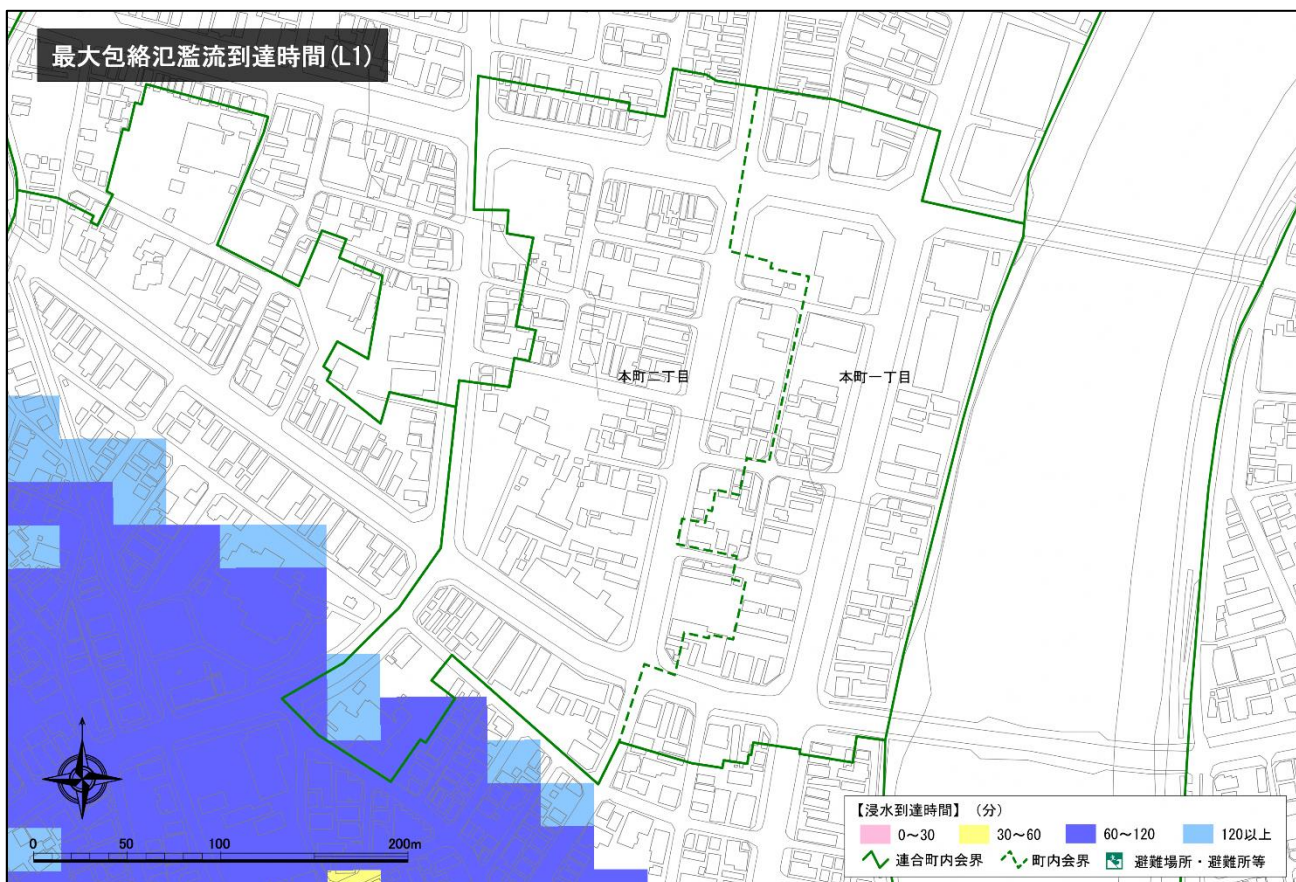 最大包絡氾濫流到達時間(L1)
本町二丁目
本町一丁目
0 50 100 200m
【浸水到達時間】 (分)
0～30 30～60 60～120 120以上
連合町内会界 町内会界 避難場所・避難所等